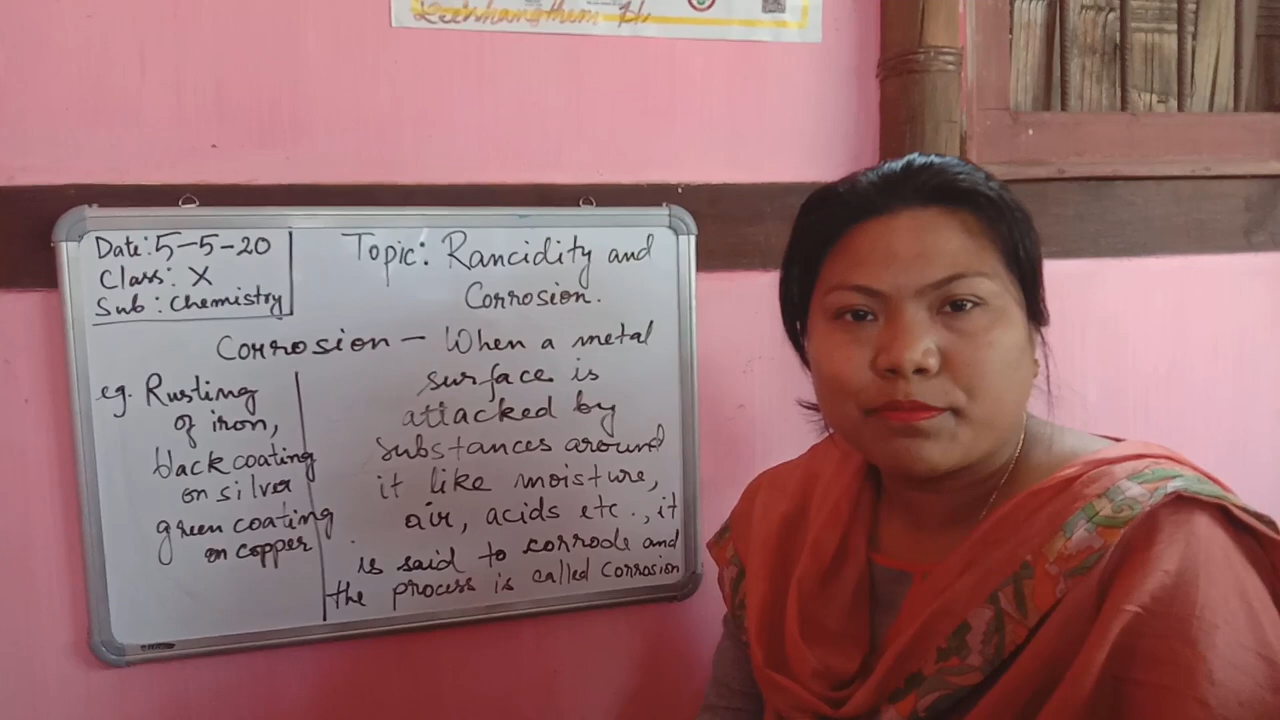 Date: 5-5-20
Class: X
Sub: Chemistry
Topic: Rancidity and
Corrosion.
Corrosion - When a metal
surface is
attacked by
substances around
it like moisture,
air, acids etc., it
is said to corrode and
the process is called Corrosion
eg. Rusting
of iron,
black coating
on silver
green coating
on copper